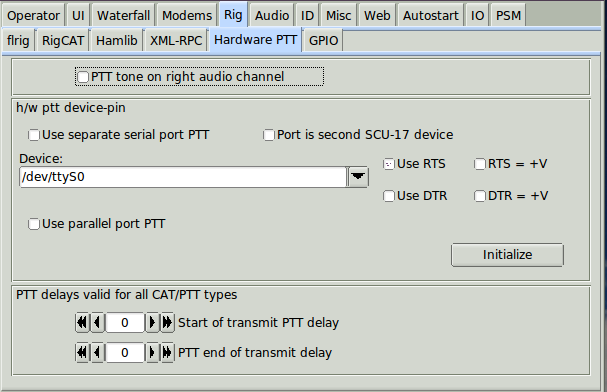 Operator UI Waterfall Modems Rig Audio ID Misc Web Autostart IO PSM
flrig RigCAT Hamlib XML-RPC Hardware PTT GPIO
PTT tone on right audio channel
h/w ptt device-pin
Use separate serial port PTT Port is second SCU-17 device
Device:
/dev/ttyS0 Use RTS RTS = +V
Use DTR DTR = +V
Use parallel port PTT
Initialize
PTT delays valid for all CAT/PTT types
0 Start of transmit PTT delay
0 PTT end of transmit delay